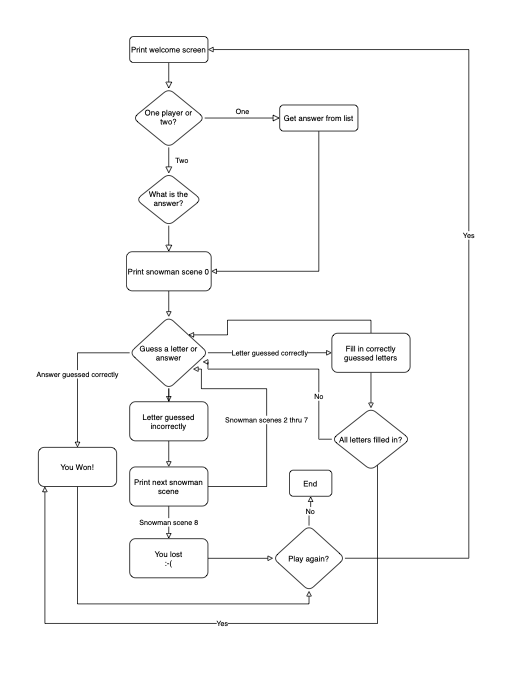 Print welcome screen
One player or
two?
One
Get answer from list
Two
What is the
answer?
Yes
Print snowman scene 0
Guess a letter or
answer
Letter guessed correctly
Fill in correctly
guessed letters
Answer guessed correctly
No
Letter guessed
incorrectly
Snowman scenes 2 thru 7
All letters filled in?
You Won!
Print next snowman
scene
End
No
Snowman scene 8
You lost
:-(
Play again?
Yes